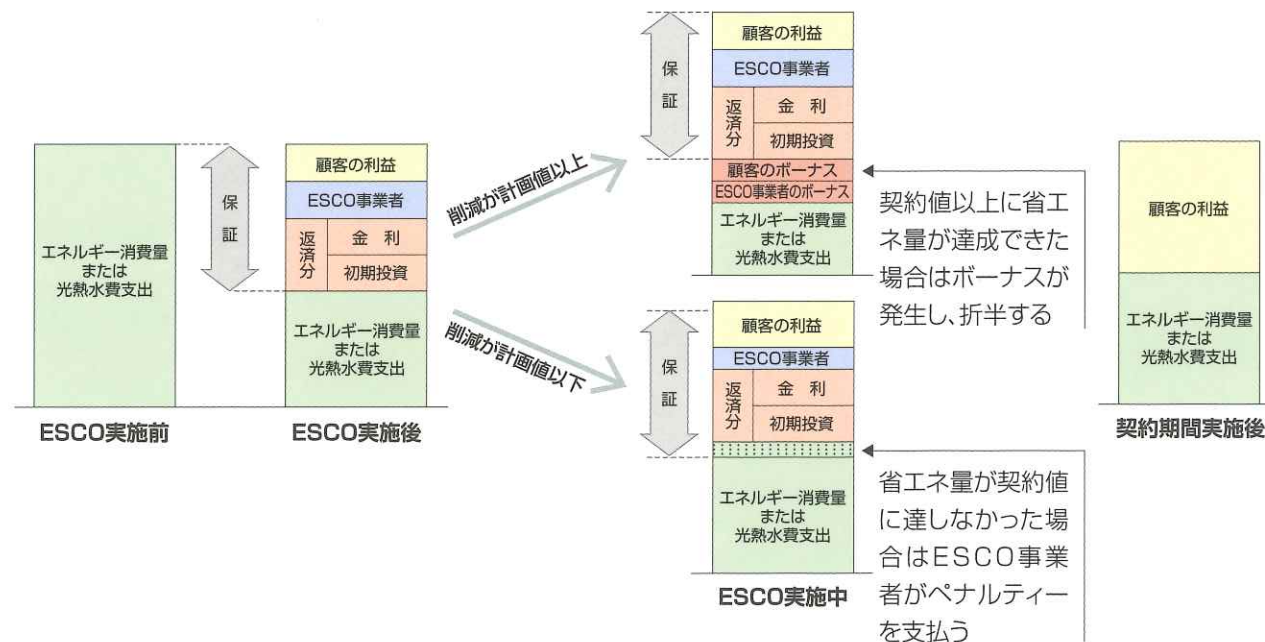 エネルギー消費量
または
光熱水費支出
ESCO実施前
保
証
顧客の利益
ESCO事業者
返済分
金 利
初期投資
エネルギー消費量
または
光熱水費支出
ESCO実施後
削減が計画値以上
削減が計画値以下
保
証
顧客の利益
ESCO事業者
返済分
金 利
初期投資
顧客のボーナス
ESCO事業者のボーナス
エネルギー消費量
または
光熱水費支出
契約値以上に省エ
ネ量が達成できた
場合はボーナスが
発生し、折半する
保
証
顧客の利益
ESCO事業者
返済分
金 利
初期投資
エネルギー消費量
または
光熱水費支出
ESCO実施中
省エネ量が契約値
に達しなかった場
合はESCO事業
者がペナルティー
を支払う
顧客の利益
エネルギー消費量
または
光熱水費支出
契約期間実施後